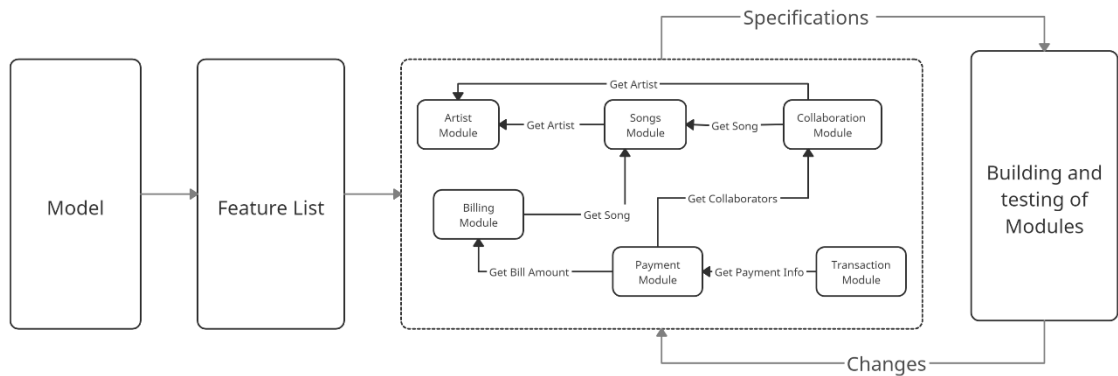 Specifications
Model
Feature List
Get Artist
Artist
Module
Get Artist
Songs
Module
Get Song
Collaboration
Module
Billing
Module
Get Song
Get Collaborators
Get Bill Amount
Payment
Module
Get Payment Info
Transaction
Module
Building and
testing of
Modules
Changes